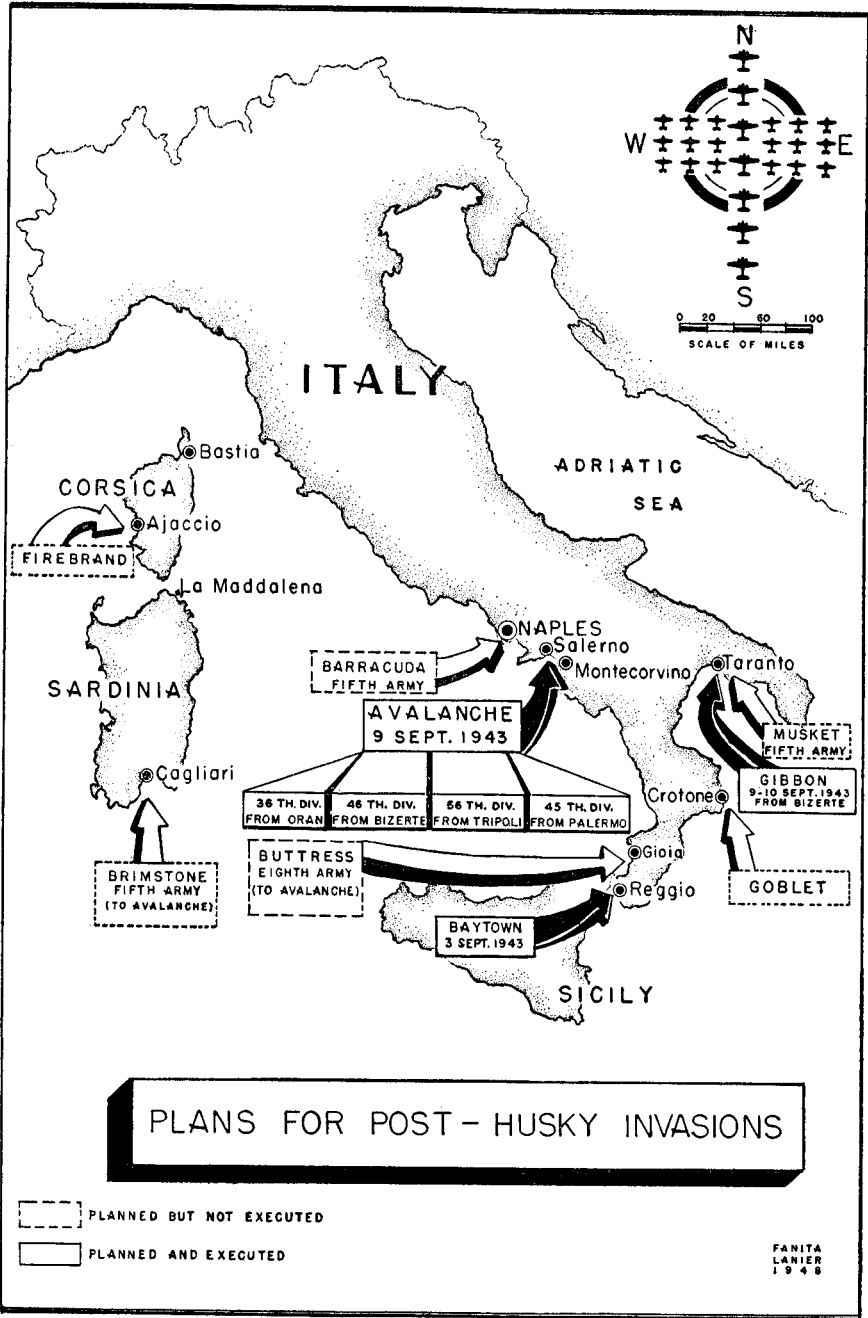 N
W E
S
0 20 60 100
SCALE OF MILES
ITALY
ADRIATIC
SEA
Bastia
CORSICA
Ajaccio
FIREBRAND
La Maddalena
SARDINIA
Cagliari
BRIMSTONE
FIFTH ARMY
(TO AVALANCHE)
NAPLES
Salerno
Montecorvino
BARRACUDA
FIFTH ARMY
AVALANCHE
9 SEPT. 1943
36 TH. DIV.
FROM ORAN
46 TH. DIV.
FROM BIZERTE
56 TH. DIV.
FROM TRIPOLI
45 TH. DIV.
FROM PALERMO
Taranto
MUSKET
FIFTH ARMY
GIBBON
9-10 SEPT. 1943
FROM BIZERTE
Crotone
GOBLET
BUTTRESS
EIGHTH ARMY
(TO AVALANCHE)
Gioia
Reggio
BAYTOWN
3 SEPT. 1943
SICILY
PLANS FOR POST-HUSKY INVASIONS
PLANNED BUT NOT EXECUTED
PLANNED AND EXECUTED
FANITA
LANIER
1948